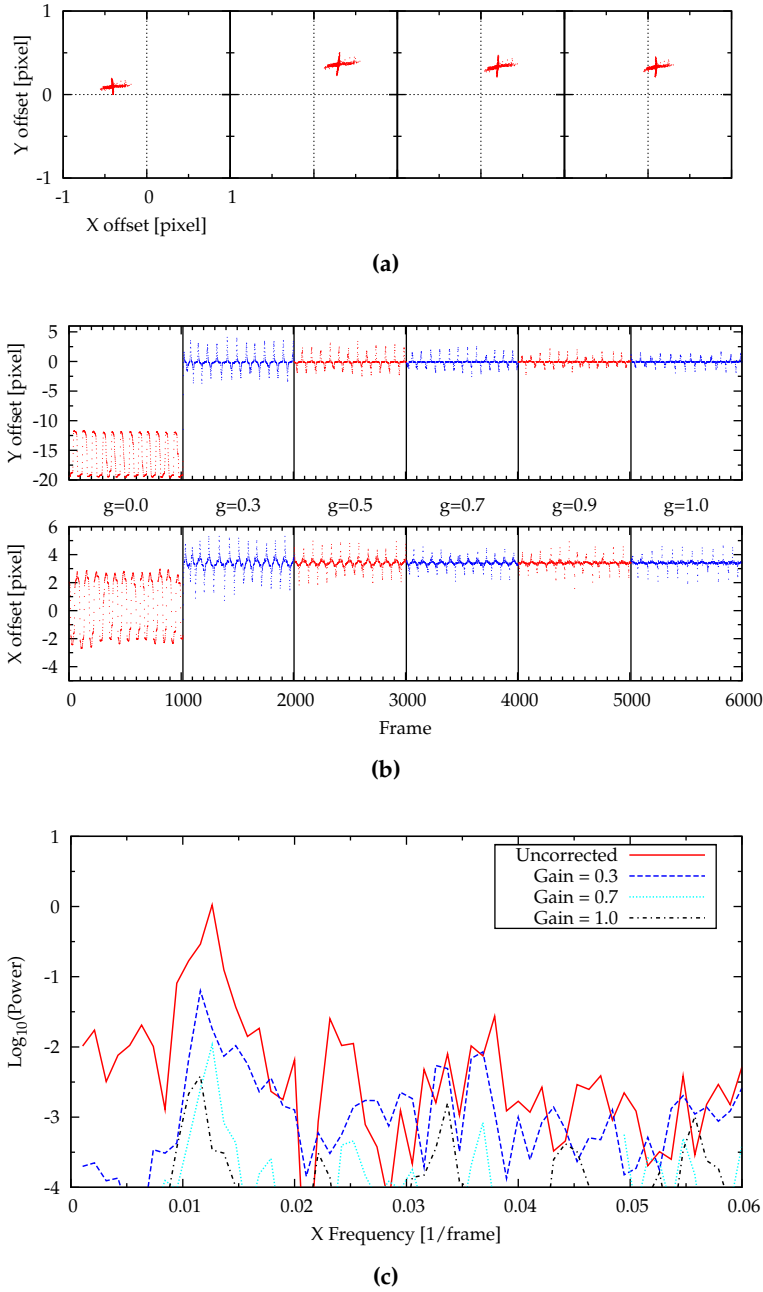 1
0
-1
Y offset [pixel]
-1 0 1
X offset [pixel]
(a)
5
0
-5
-10
-15
-20
Y offset [pixel]
g=0.0 g=0.3 g=0.5 g=0.7 g=0.9 g=1.0
6
4
2
0
-2
-4
X offset [pixel]
0 1000 2000 3000 4000 5000 6000
Frame
(b)
1
0
-1
-2
-3
-4
Log10(Power)
Uncorrected
Gain = 0.3
Gain = 0.7
Gain = 1.0
0 0.01 0.02 0.03 0.04 0.05 0.06
X Frequency [1/frame]
(c)